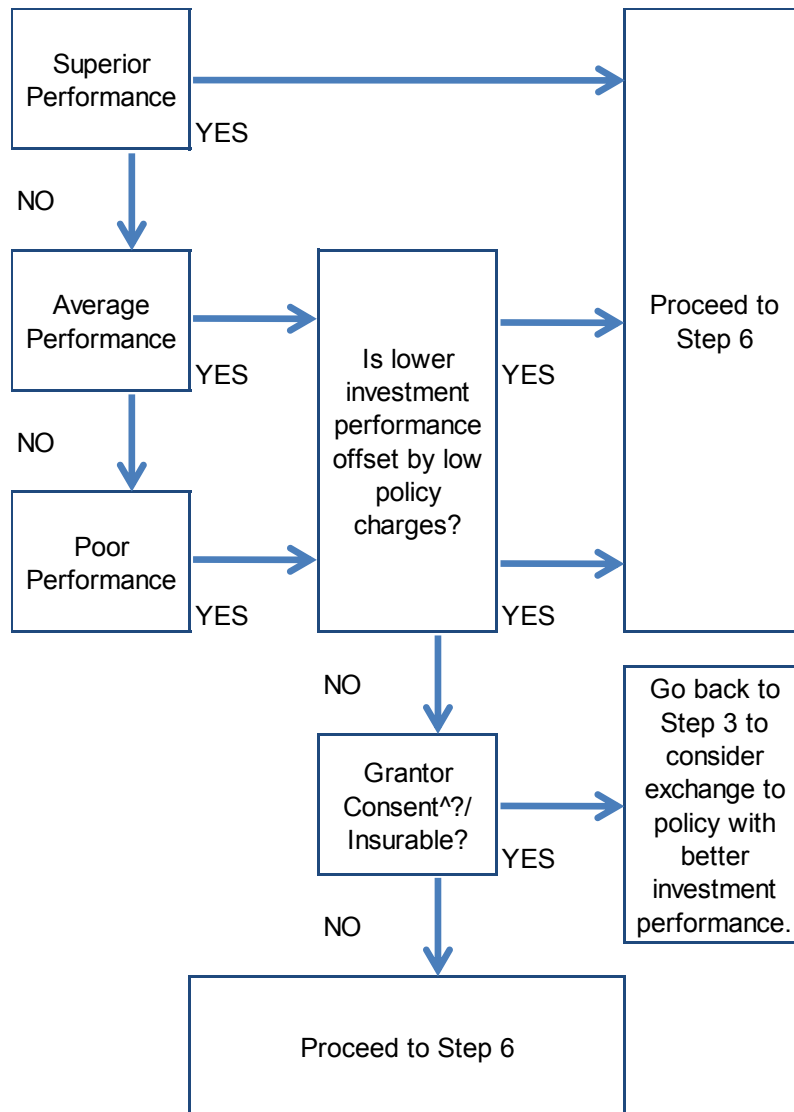 Superior
Performance
YES
NO
Average
Performance
YES
NO
Poor
Performance
YES
Is lower
investment
performance
offset by low
policy
charges?
YES
YES
Proceed to
Step 6
NO
Grantor
Consent^?/
Insurable?
YES
Go back to
Step 3 to
consider
exchange to
policy with
better
investment
performance.
NO
Proceed to Step 6